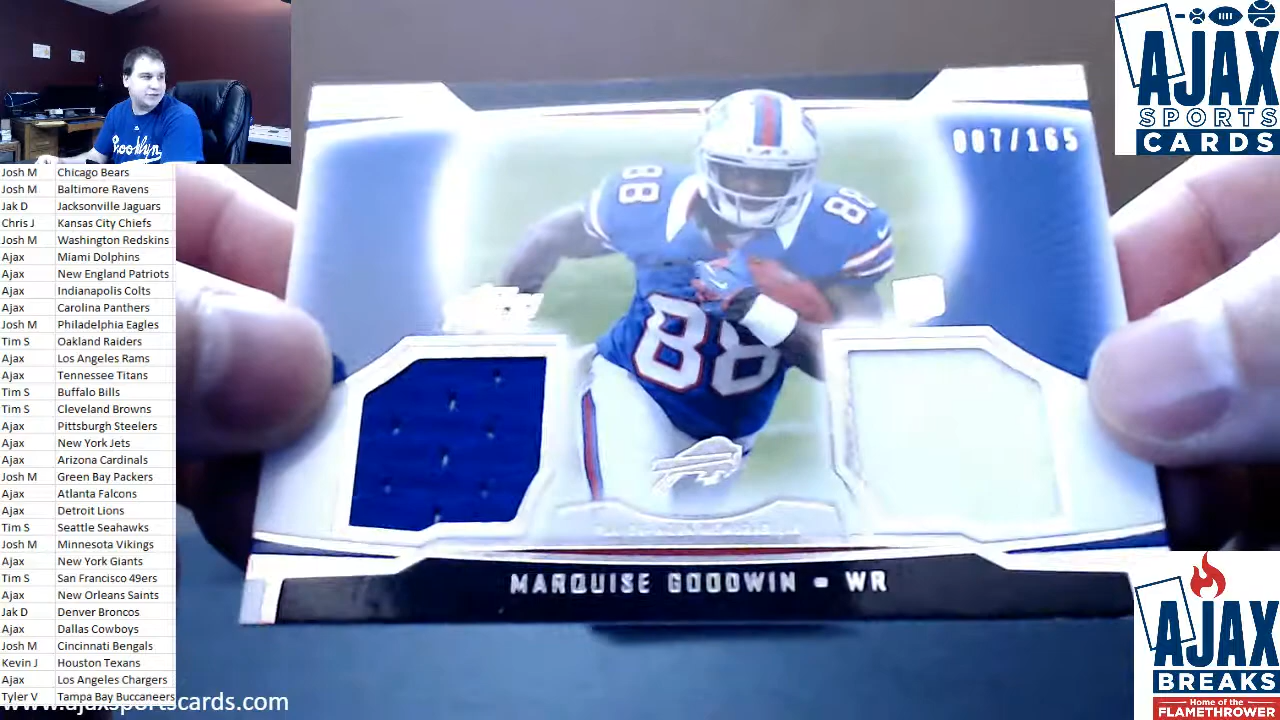 Brooklyn
Josh M Chicago Bears
Josh M Baltimore Ravens
Jak D Jacksonville Jaguars
Chris J Kansas City Chiefs
Josh M Washington Redskins
Ajax Miami Dolphins
Ajax New England Patriots
Ajax Indianapolis Colts
Ajax Carolina Panthers
Josh M Philadelphia Eagles
Tim S Oakland Raiders
Ajax Los Angeles Rams
Ajax Tennessee Titans
Tim S Buffalo Bills
Tim S Cleveland Browns
Ajax Pittsburgh Steelers
Ajax New York Jets
Ajax Arizona Cardinals
Josh M Green Bay Packers
Ajax Atlanta Falcons
Ajax Detroit Lions
Tim S Seattle Seahawks
Josh M Minnesota Vikings
Ajax New York Giants
Tim S San Francisco 49ers
Ajax New Orleans Saints
Jak D Denver Broncos
Ajax Dallas Cowboys
Josh M Cincinnati Bengals
Kevin J Houston Texans
Ajax Los Angeles Chargers
Tyler V Tampa Bay Buccaneers
www.ajaxsportscards.com
007/165
88
88
88
MARQUISE GOODWIN - WR
AJAX
SPORTS
CARDS
AJAX
BREAKS
Home of the
FLAMETHROWER